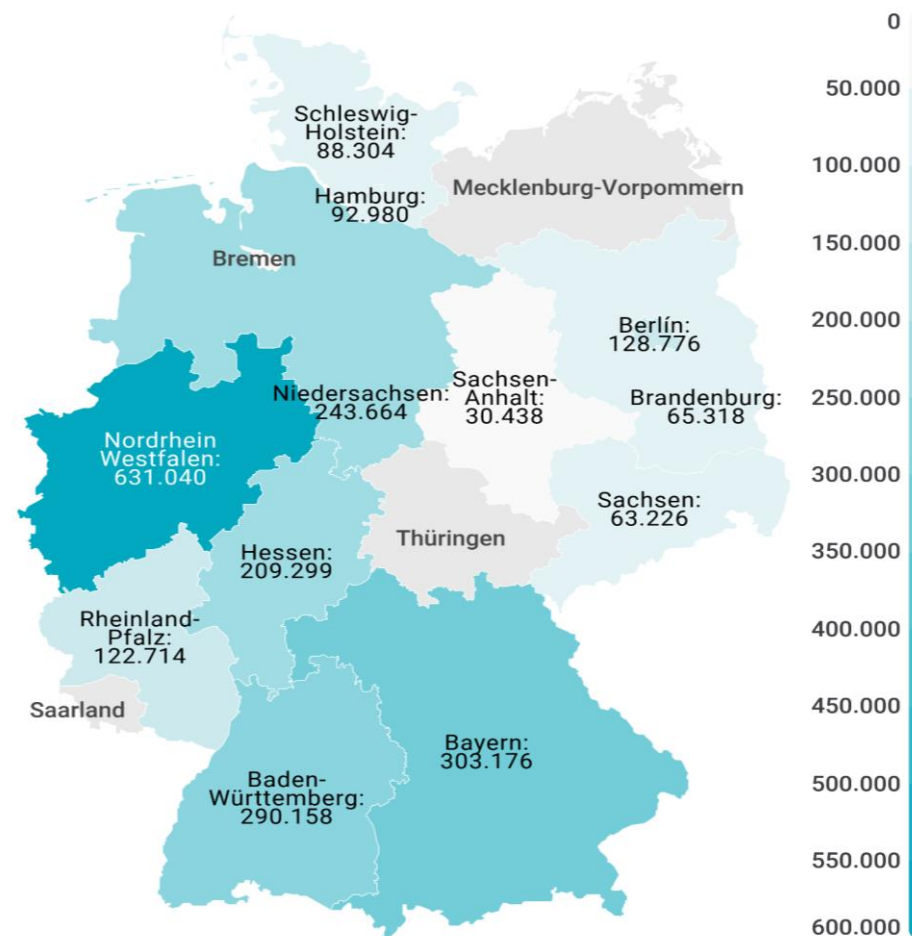 0
50.000
100.000
150.000
200.000
250.000
300.000
350.000
400.000
450.000
500.000
550.000
600.000
Schleswig-
Holstein:
88.304
Hamburg:
92.980
Mecklenburg-Vorpommern
Bremen
Berlín:
128.776
Niedersachsen:
243.664
Sachsen-
Anhalt:
30.438
Brandenburg:
65.318
Nordrhein
Westfalen:
631.040
Sachsen:
63.226
Hessen:
209.299
Thüringen
Rheinland-
Pfalz:
122.714
Saarland
Bayern:
303.176
Baden-
Württemberg:
290.158